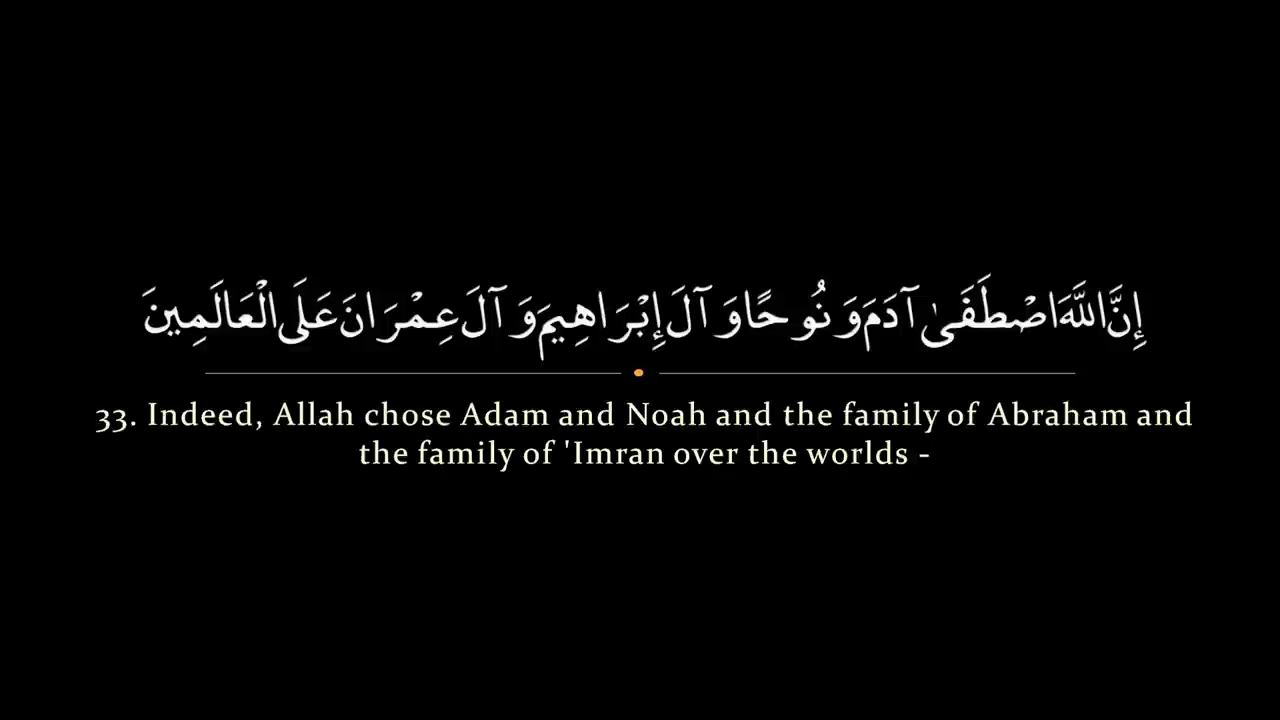 إِنَّ اللَّهَ اصْطَفَىٰ آدَمَ وَنُوحًا وَآلَ إِبْرَاهِيمَ وَآلَ عِمْرَانَ عَلَى الْعَالَمِينَ
33. Indeed, Allah chose Adam and Noah and the family of Abraham and
the family of 'Imran over the worlds -